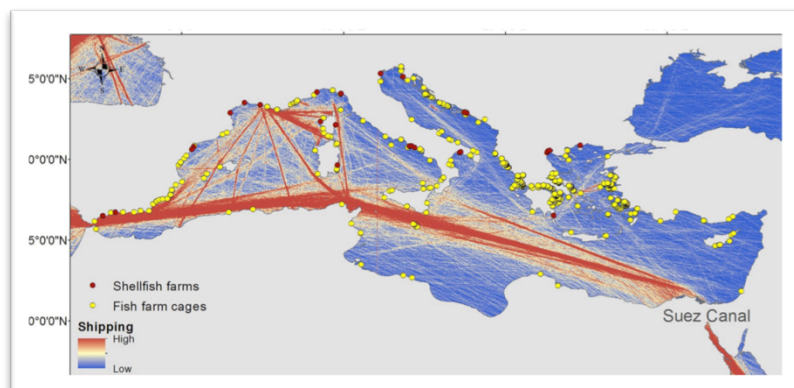 5°0'0"N
0°0'0"N
5°0'0"N
0°0'0"N
Shellfish farms
Fish farm cages
Shipping
High
Low
Suez Canal